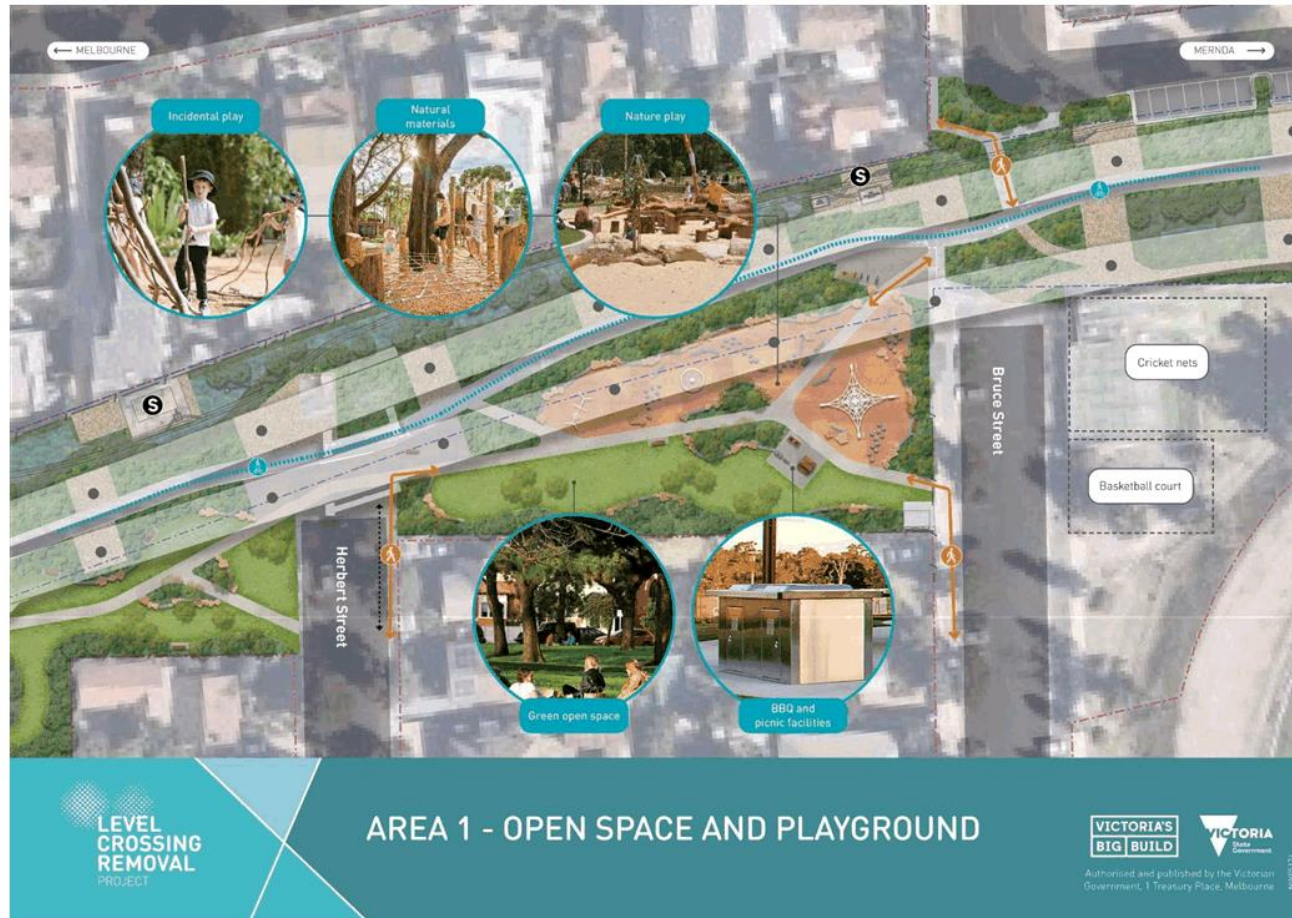 ← MELBOURNE
MERNDA →
Incidental play
Natural
materials
Nature play
S
S
Cricket nets
Bruce Street
Basketball court
Herbert Street
Green open space
BBQ and
picnic facilities
LEVEL
CROSSING
REMOVAL
PROJECT
AREA 1 - OPEN SPACE AND PLAYGROUND
VICTORIA'S
BIG BUILD
VICTORIA
State
Government
Authorised and published by the Victorian
Government, 1 Treasury Place, Melbourne